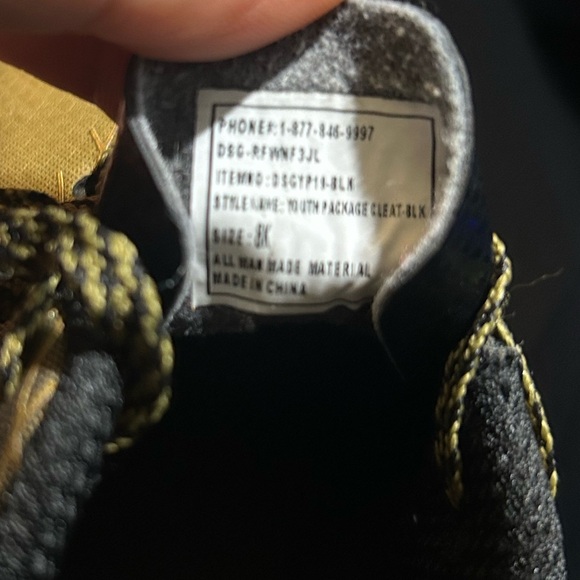 PHONE#:1-877-846-9997
DSG-RFWNF3JL
ITEMNO:DSGYP19-BLK
STYLE NAME: YOUTH PACKAGE CLEAT-BLK
SIZE: 8K
ALL MAN MADE MATERIAL
MADE IN CHINA